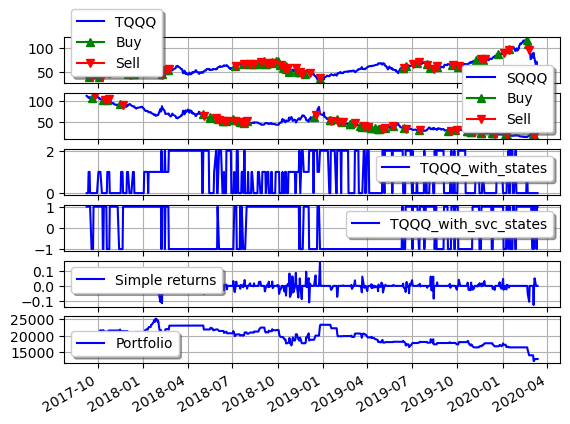 TQQQ
Buy
Sell
100
50
SQQQ
Buy
Sell
100
50
2
0
TQQQ_with_states
1
0
−1
TQQQ_with_svc_states
0.1
0.0
−0.1
Simple returns
25000
20000
15000
Portfolio
2017-10
2018-01
2018-04
2018-07
2018-10
2019-01
2019-04
2019-07
2019-10
2020-01
2020-04